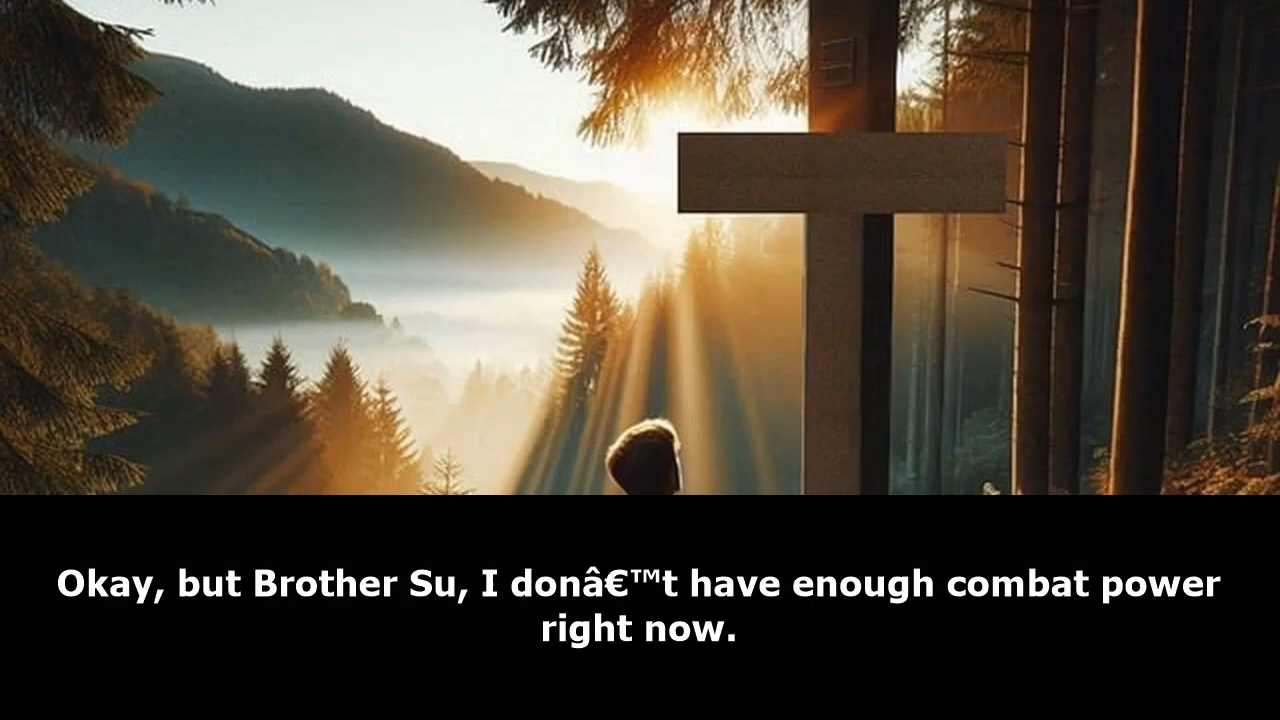 Okay, but Brother Su, I donâ€™t have enough combat power
right now.